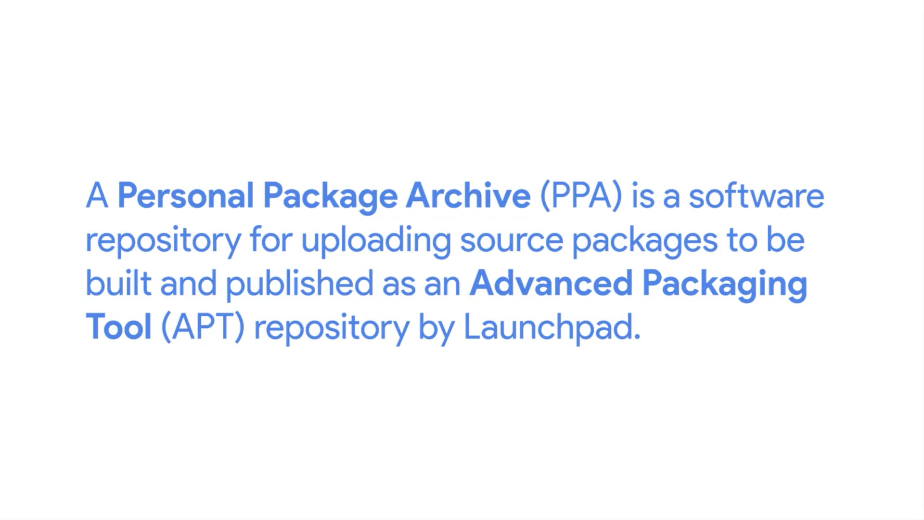 A Personal Package Archive (PPA) is a software
repository for uploading source packages to be
built and published as an Advanced Packaging
Tool (APT) repository by Launchpad.